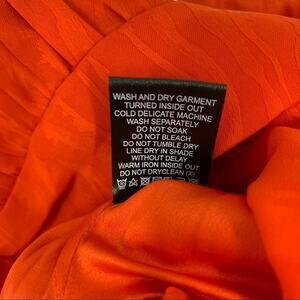 WASH AND DRY GARMENT
TURNED INSIDE OUT
COLD DELICATE MACHINE
WASH SEPARATELY
DO NOT SOAK
DO NOT BLEACH
DO NOT TUMBLE DRY
LINE DRY IN SHADE
WITHOUT DELAY
WARM IRON INSIDE OUT
DO NOT DRYCLEAN (X)